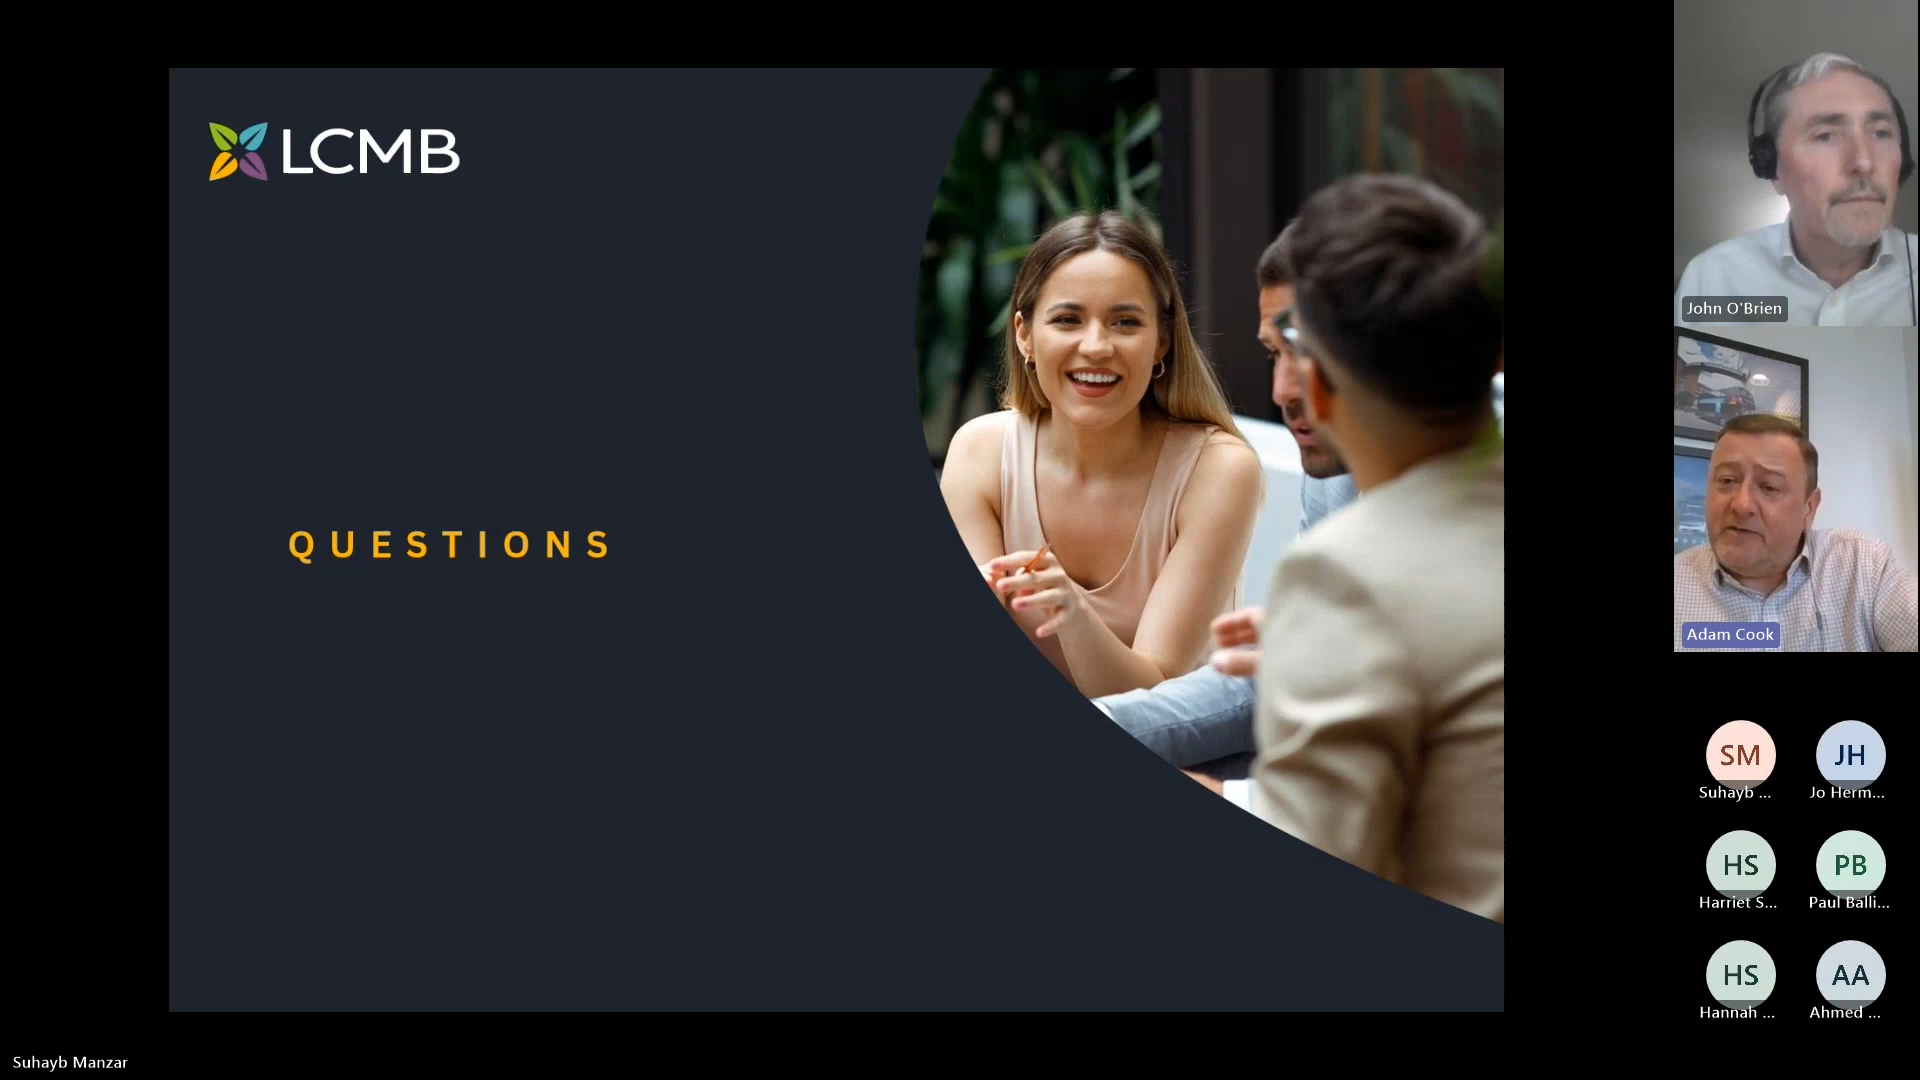 LCMB
QUESTIONS
John O'Brien
Adam Cook
SM
Suhayb ...
JH
Jo Herm...
HS
Harriet S...
PB
Paul Balli...
HS
Hannah ...
AA
Ahmed ...
Suhayb Manzar